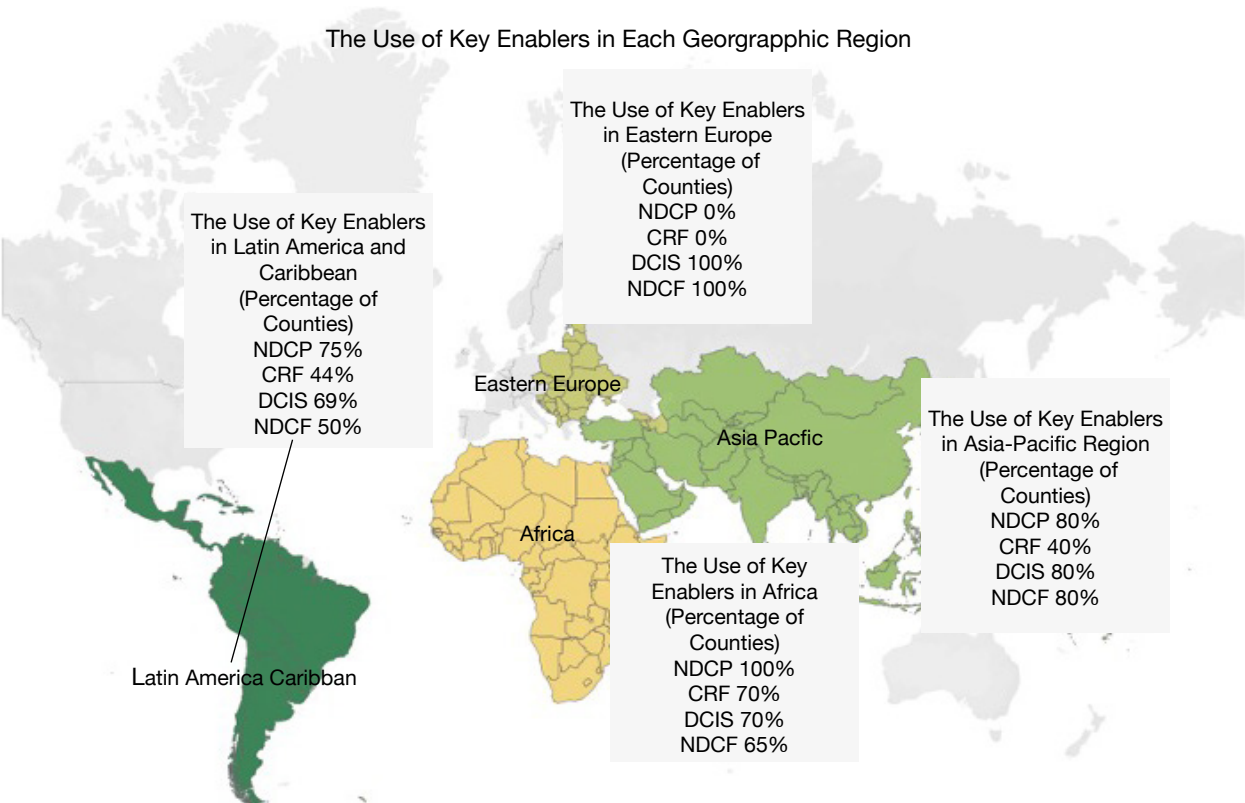 The Use of Key Enablers in Each Georgrapphic Region
The Use of Key Enablers
in Eastern Europe
(Percentage of
Counties)
NDCP 0%
CRF 0%
DCIS 100%
NDCF 100%
The Use of Key Enablers
in Latin America and
Caribbean
(Percentage of
Counties)
NDCP 75%
CRF 44%
DCIS 69%
NDCF 50%
Eastern Europe
Asia Pacfic
The Use of Key Enablers
in Asia-Pacific Region
(Percentage of
Counties)
NDCP 80%
CRF 40%
DCIS 80%
NDCF 80%
Africa
The Use of Key
Enablers in Africa
(Percentage of
Counties)
NDCP 100%
CRF 70%
DCIS 70%
NDCF 65%
Latin America Caribban